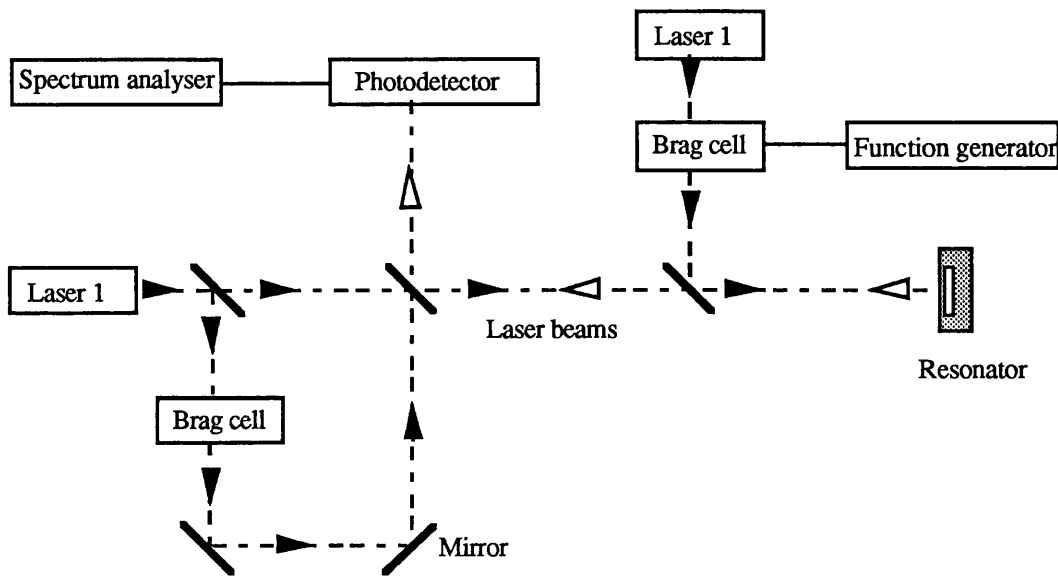 Laser 1
Spectrum analyser
Photodetector
Brag cell
Function generator
Laser 1
Laser beams
Resonator
Brag cell
Mirror